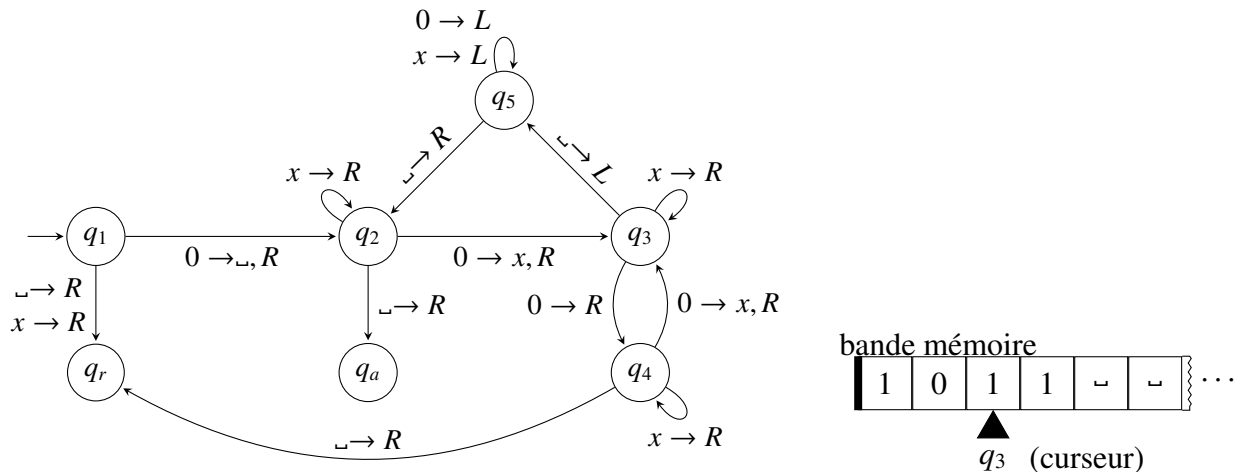 0 → L
x → L
q₅
␣→ R
␣→ L
x → R
x → R
q₁
q₂
q₃
0 →␣, R
0 → x, R
␣→ R
x → R
␣→ R
0 → R
0 → x, R
qᵣ
qₐ
q₄
␣→ R
x → R
bande mémoire
1 0 1 1 ␣ ␣ ···
q₃ (curseur)